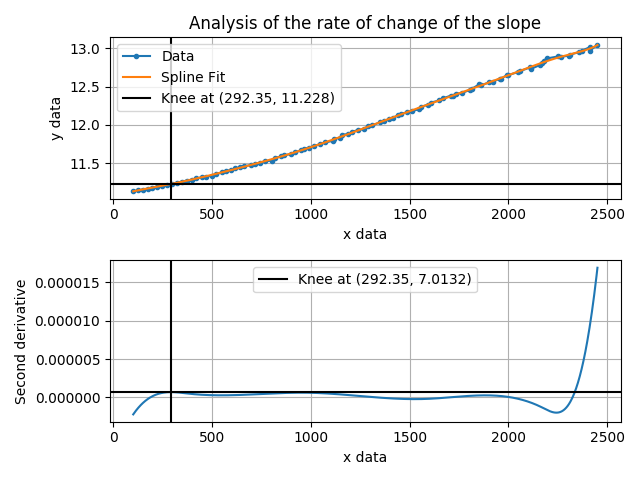 Analysis of the rate of change of the slope
13.0
12.5
12.0
11.5
y data
Data
Spline Fit
Knee at (292.35, 11.228)
0 500 1000 1500 2000 2500
x data
0.000015
0.000010
0.000005
0.000000
Second derivative
Knee at (292.35, 7.0132)
0 500 1000 1500 2000 2500
x data